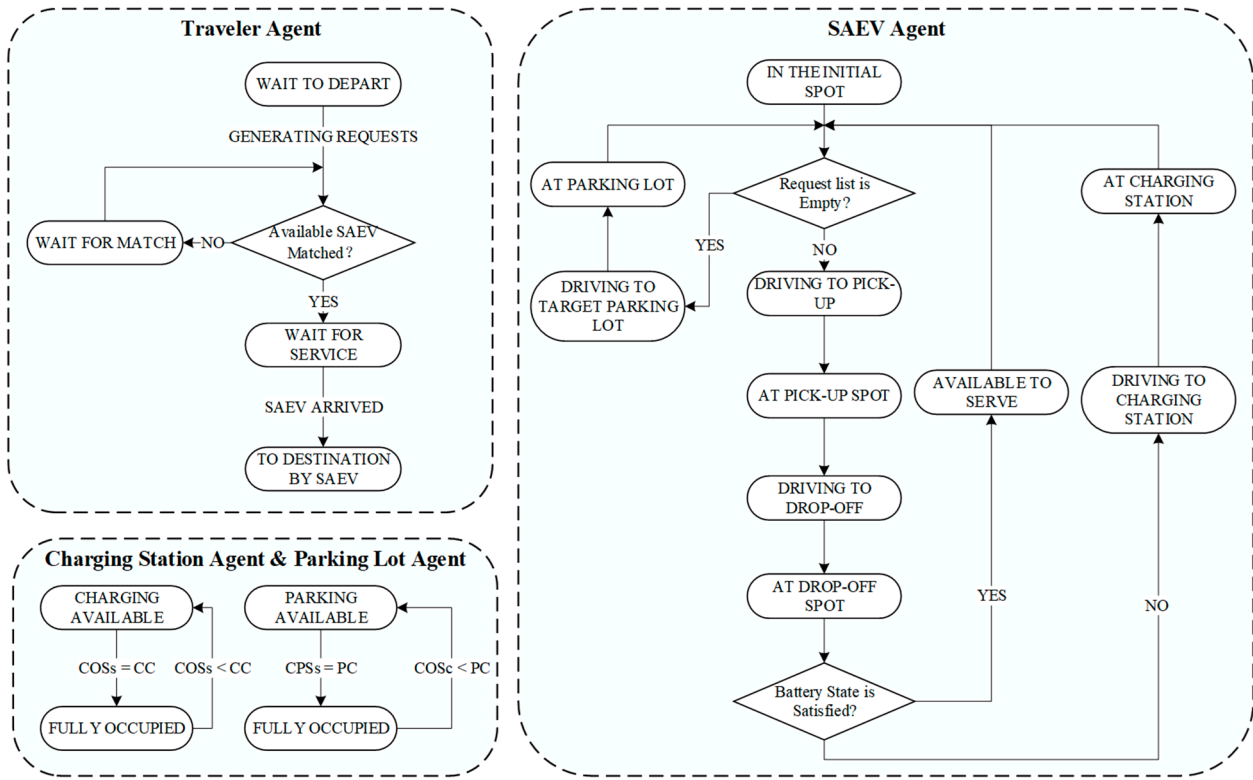 Traveler Agent
WAIT TO DEPART
GENERATING REQUESTS
Available SAEV
Matched?
NO
WAIT FOR MATCH
YES
WAIT FOR
SERVICE
SAEV ARRIVED
TO DESTINATION
BY SAEV
Charging Station Agent & Parking Lot Agent
CHARGING
AVAILABLE
COSs = CC
COSs < CC
FULLY OCCUPIED
PARKING
AVAILABLE
CPSs = PC
COSc < PC
FULLY OCCUPIED
SAEV Agent
IN THE INITIAL
SPOT
Request list is
Empty?
YES
DRIVING TO
TARGET PARKING
LOT
AT PARKING LOT
NO
DRIVING TO PICK-
UP
AT PICK-UP SPOT
DRIVING TO
DROP-OFF
AT DROP-OFF
SPOT
Battery State is
Satisfied?
YES
AVAILABLE TO
SERVE
NO
DRIVING TO
CHARGING
STATION
AT CHARGING
STATION